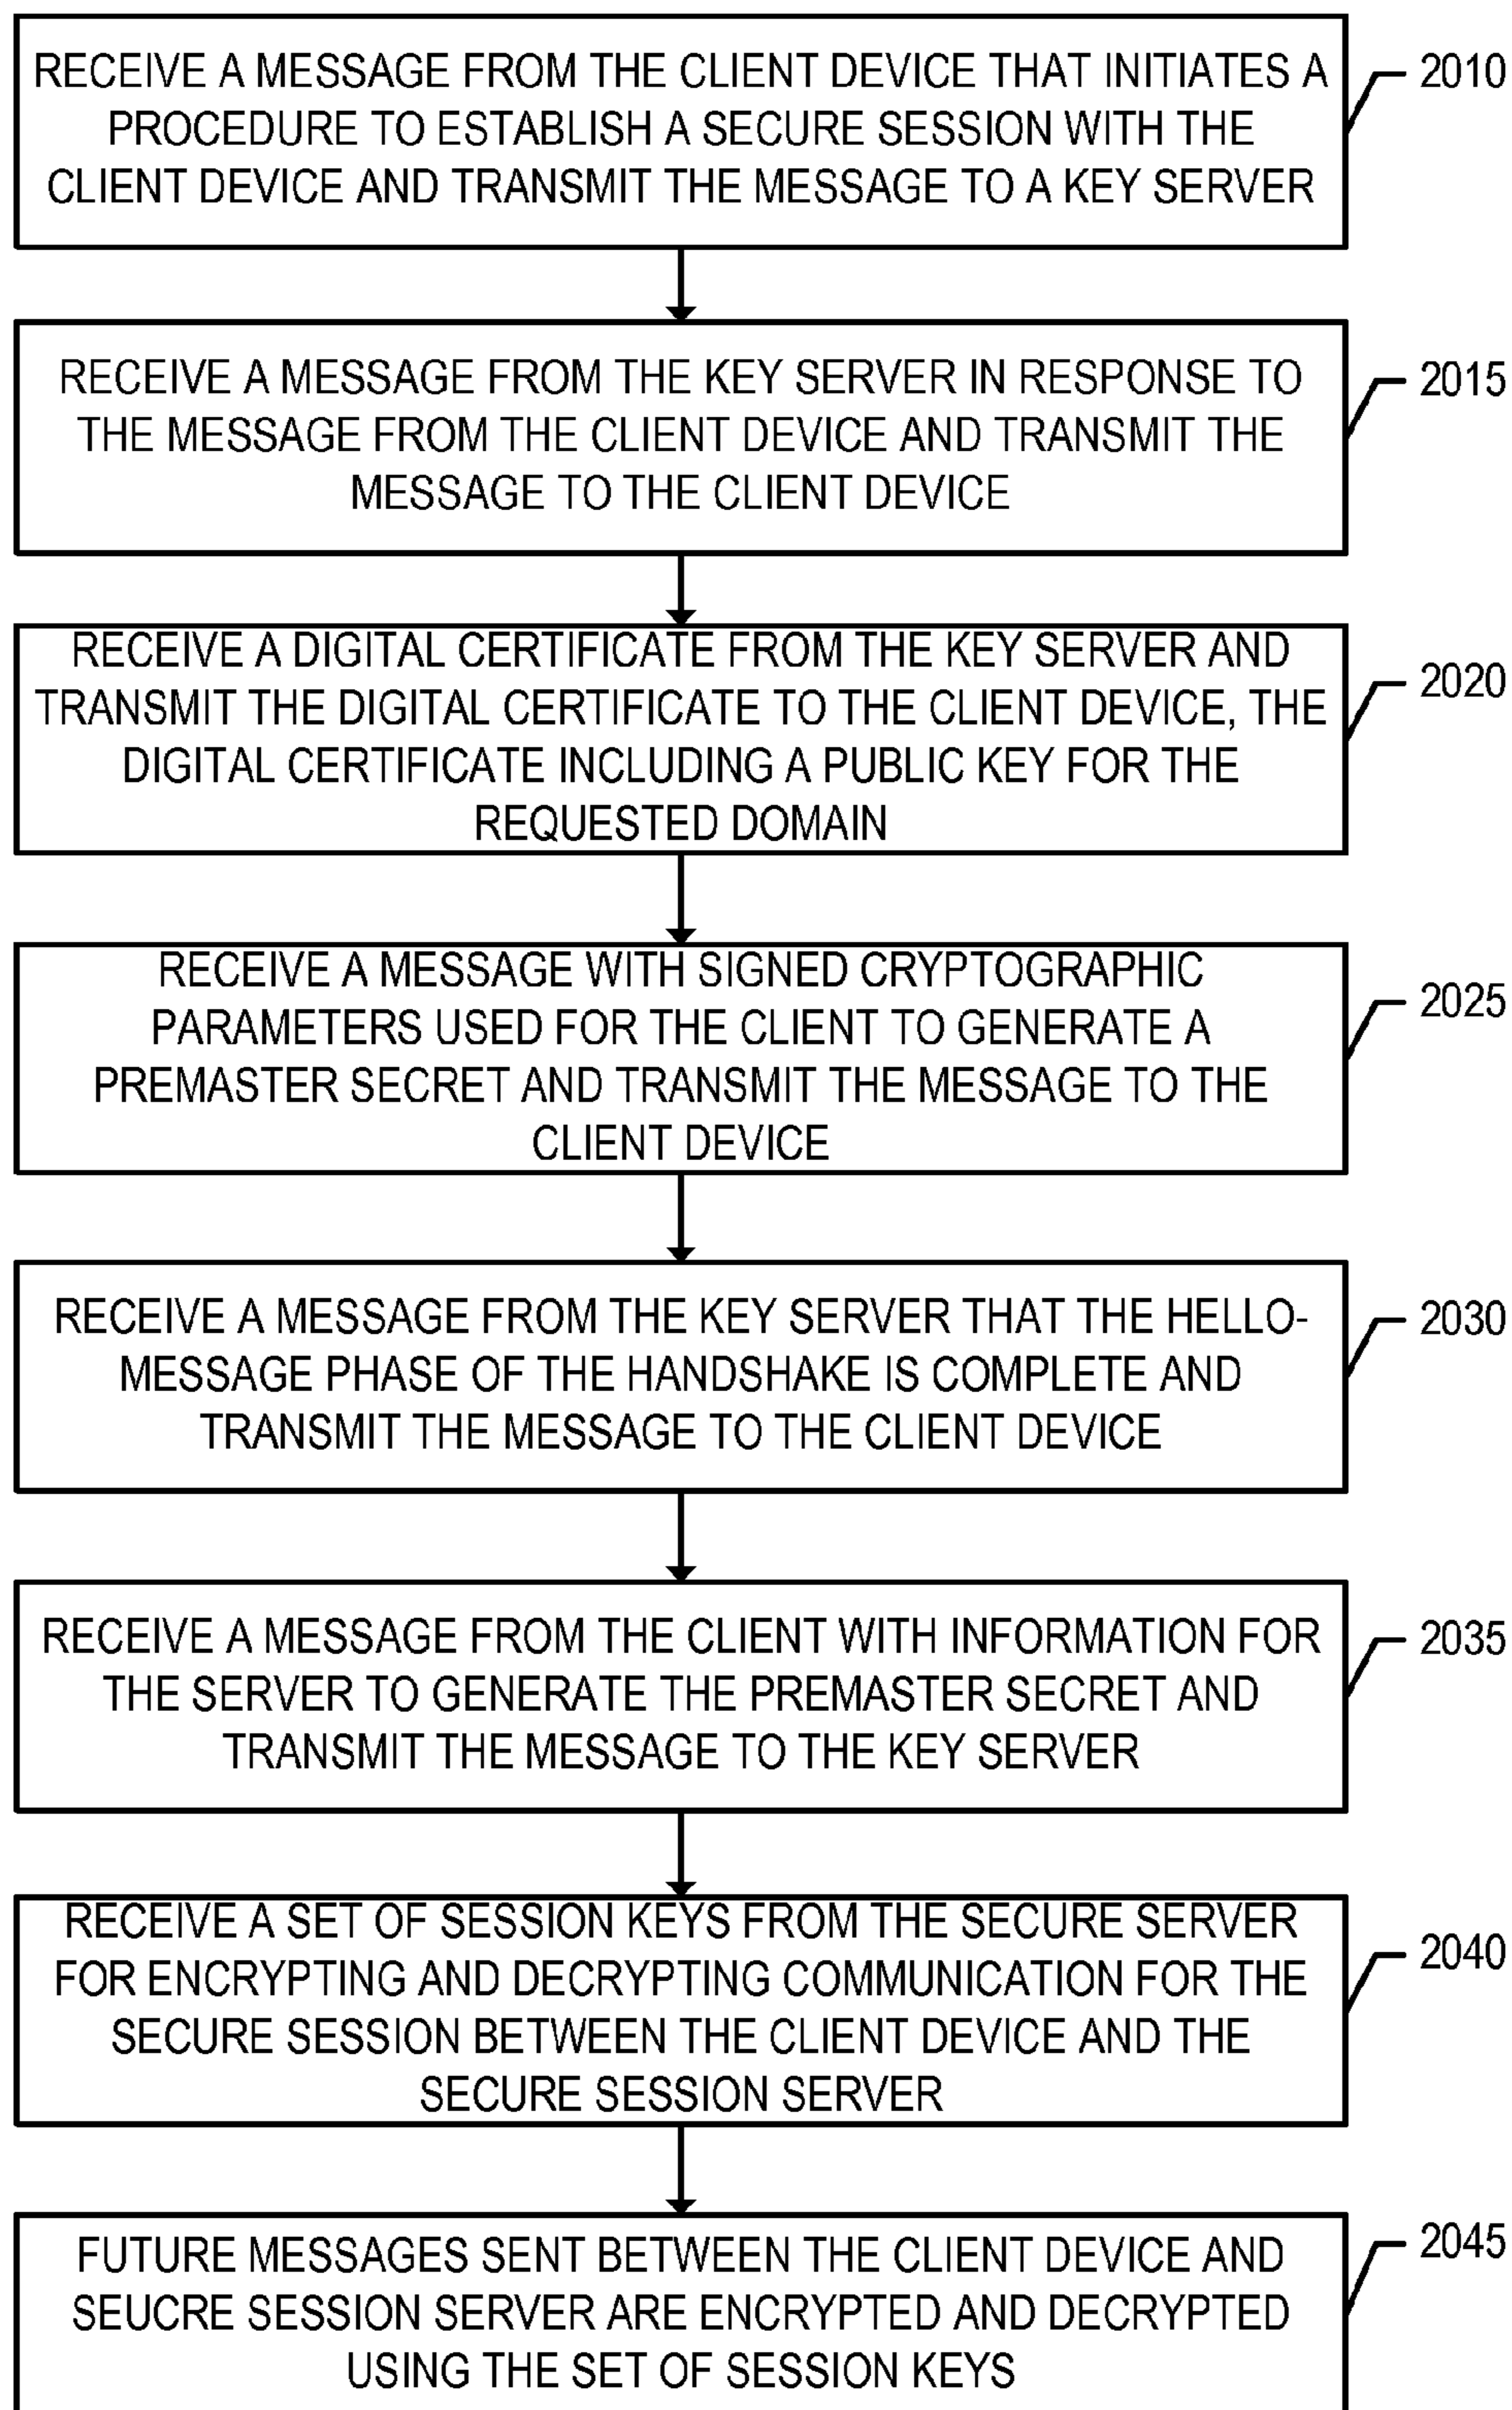 RECEIVE A MESSAGE FROM THE CLIENT DEVICE THAT INITIATES A
PROCEDURE TO ESTABLISH A SECURE SESSION WITH THE
CLIENT DEVICE AND TRANSMIT THE MESSAGE TO A KEY SERVER
2010
RECEIVE A MESSAGE FROM THE KEY SERVER IN RESPONSE TO
THE MESSAGE FROM THE CLIENT DEVICE AND TRANSMIT THE
MESSAGE TO THE CLIENT DEVICE
2015
RECEIVE A DIGITAL CERTIFICATE FROM THE KEY SERVER AND
TRANSMIT THE DIGITAL CERTIFICATE TO THE CLIENT DEVICE, THE
DIGITAL CERTIFICATE INCLUDING A PUBLIC KEY FOR THE
REQUESTED DOMAIN
2020
RECEIVE A MESSAGE WITH SIGNED CRYPTOGRAPHIC
PARAMETERS USED FOR THE CLIENT TO GENERATE A
PREMASTER SECRET AND TRANSMIT THE MESSAGE TO THE
CLIENT DEVICE
2025
RECEIVE A MESSAGE FROM THE KEY SERVER THAT THE HELLO-
MESSAGE PHASE OF THE HANDSHAKE IS COMPLETE AND
TRANSMIT THE MESSAGE TO THE CLIENT DEVICE
2030
RECEIVE A MESSAGE FROM THE CLIENT WITH INFORMATION FOR
THE SERVER TO GENERATE THE PREMASTER SECRET AND
TRANSMIT THE MESSAGE TO THE KEY SERVER
2035
RECEIVE A SET OF SESSION KEYS FROM THE SECURE SERVER
FOR ENCRYPTING AND DECRYPTING COMMUNICATION FOR THE
SECURE SESSION BETWEEN THE CLIENT DEVICE AND THE
SECURE SESSION SERVER
2040
FUTURE MESSAGES SENT BETWEEN THE CLIENT DEVICE AND
SEUCRE SESSION SERVER ARE ENCRYPTED AND DECRYPTED
USING THE SET OF SESSION KEYS
2045